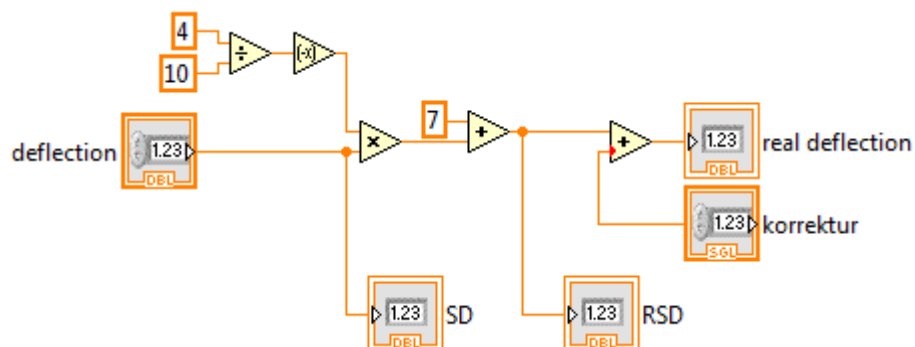 4
÷
(-x)
10
deflection
1.23
DBL
x
7
+
+
1.23
DBL
real deflection
1.23
SGL
korrektur
1.23
DBL
SD
1.23
DBL
RSD